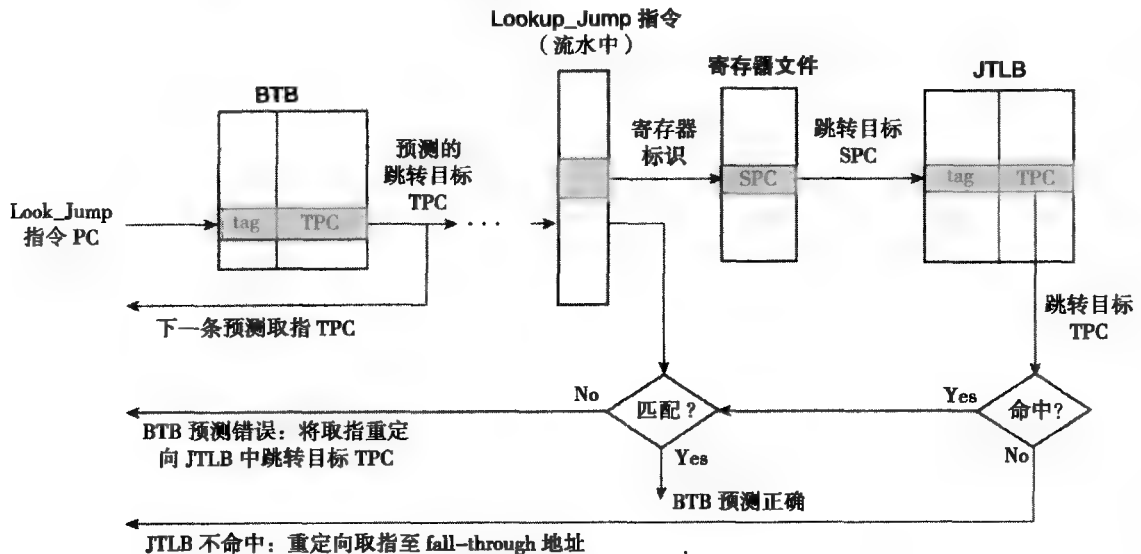 Lookup_Jump 指令
（流水中）
寄存器文件
JTLB
BTB
预测的
跳转目标
TPC
寄存器
标识
跳转目标
SPC
Look_Jump
指令 PC
tag
TPC
· · ·
SPC
tag
TPC
下一条预测取指 TPC
跳转目标
TPC
No
匹配？
Yes
命中?
BTB 预测错误：将取指重定
向 JTLB 中跳转目标 TPC
Yes
No
BTB 预测正确
JTLB 不命中：重定向取指至 fall-through 地址